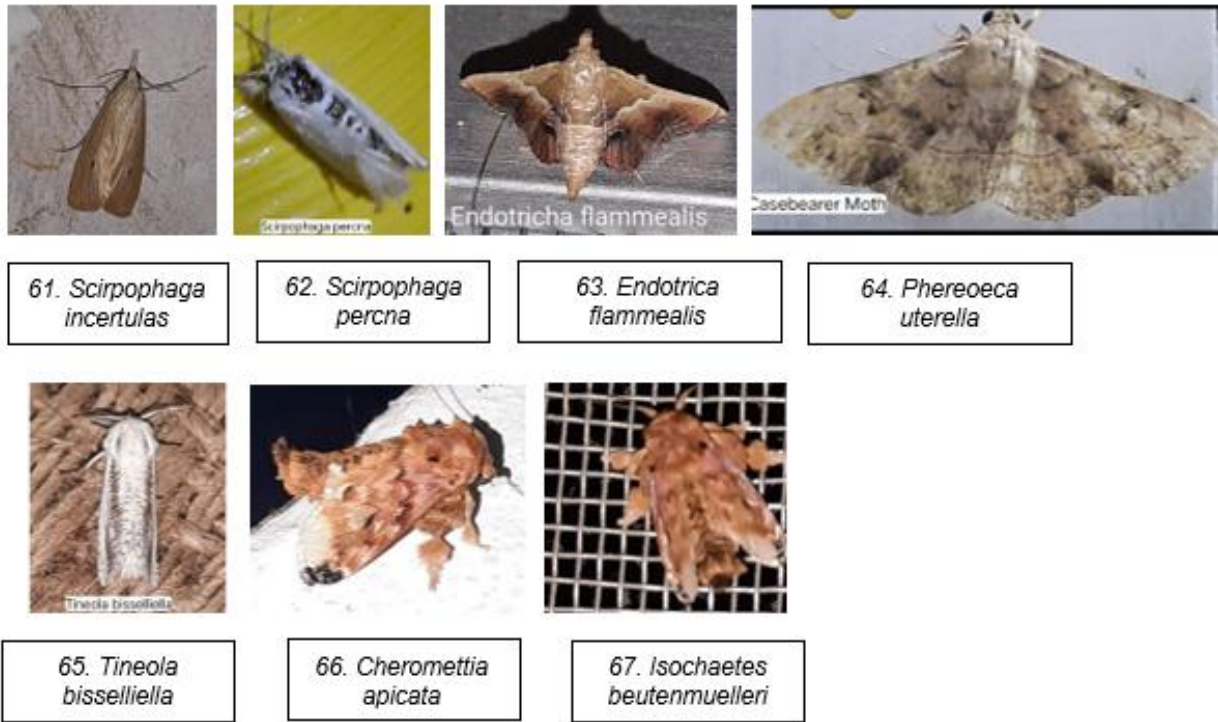 Scirpophaga percna
Endotricha flammealis
Casebearer Moth
61. Scirpophaga
incertulas
62. Scirpophaga
percna
63. Endotrica
flammealis
64. Phereoeca
uterella
Tineola bisselliella
65. Tineola
bisselliella
66. Cheromettia
apicata
67. Isochaetes
beutenmuelleri